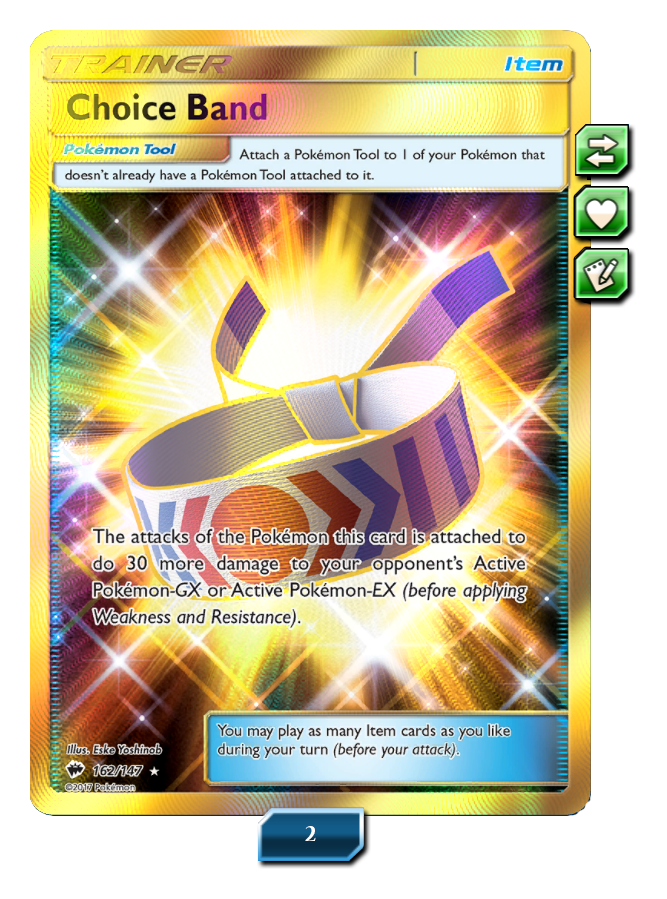 TRAINER
Item
Choice Band
Pokémon Tool
Attach a Pokémon Tool to 1 of your Pokémon that
doesn't already have a Pokémon Tool attached to it.
The attacks of the Pokémon this card is attached to
do 30 more damage to your opponent's Active
Pokémon-GX or Active Pokémon-EX (before applying
Weakness and Resistance).
You may play as many Item cards as you like
during your turn (before your attack).
Illus. Eske Yoshinob
162/147
©2017 Pokémon
2